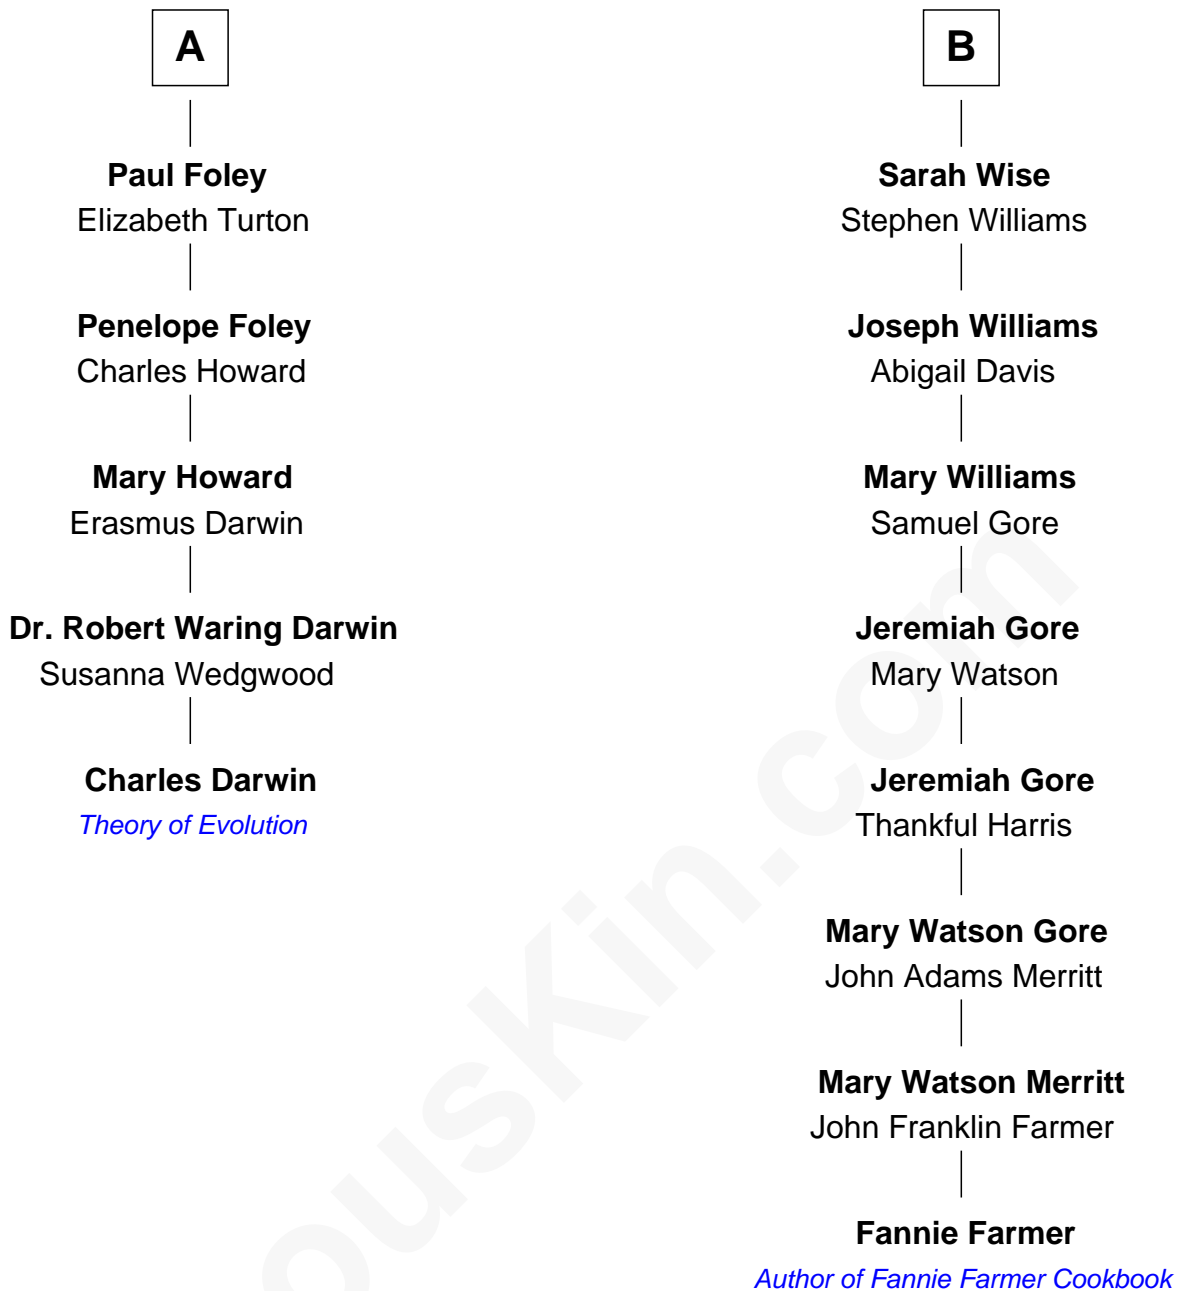 A
Paul Foley
Elizabeth Turton
Penelope Foley
Charles Howard
Mary Howard
Erasmus Darwin
Dr. Robert Waring Darwin
Susanna Wedgwood
Charles Darwin
Theory of Evolution
B
Sarah Wise
Stephen Williams
Joseph Williams
Abigail Davis
Mary Williams
Samuel Gore
Jeremiah Gore
Mary Watson
Jeremiah Gore
Thankful Harris
Mary Watson Gore
John Adams Merritt
Mary Watson Merritt
John Franklin Farmer
Fannie Farmer
Author of Fannie Farmer Cookbook
ousKin.com